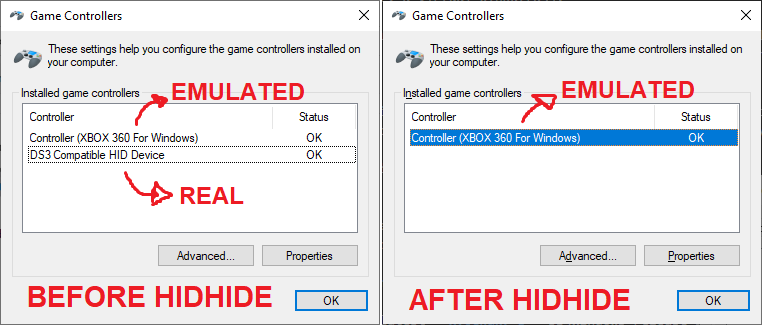 Game Controllers
These settings help you configure the game controllers installed on
your computer.
EMULATED
Installed game controllers
Controller Status
Controller (XBOX 360 For Windows) OK
DS3 Compatible HID Device OK
REAL
Advanced... Properties
BEFORE HIDHIDE
OK
Game Controllers
These settings help you configure the game controllers installed on
your computer.
EMULATED
Installed game controllers
Controller Status
Controller (XBOX 360 For Windows) OK
Advanced... Properties
AFTER HIDHIDE
OK